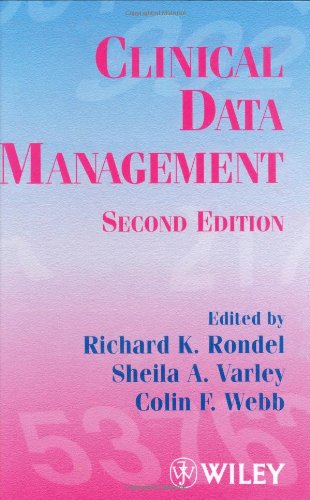 CLINICAL
DATA
MANAGEMENT
SECOND EDITION
Edited by
Richard K. Rondel
Sheila A. Varley
Colin F. Webb
WILEY